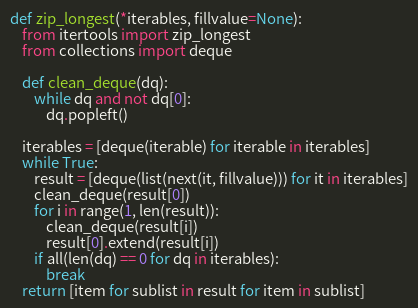 def zip_longest(*iterables, fillvalue=None):
    from itertools import zip_longest
    from collections import deque

    def clean_deque(dq):
        while dq and not dq[0]:
            dq.popleft()

    iterables = [deque(iterable) for iterable in iterables]
    while True:
        result = [deque(list(next(it, fillvalue))) for it in iterables]
        clean_deque(result[0])
        for i in range(1, len(result)):
            clean_deque(result[i])
            result[0].extend(result[i])
        if all(len(dq) == 0 for dq in iterables):
            break
    return [item for sublist in result for item in sublist]